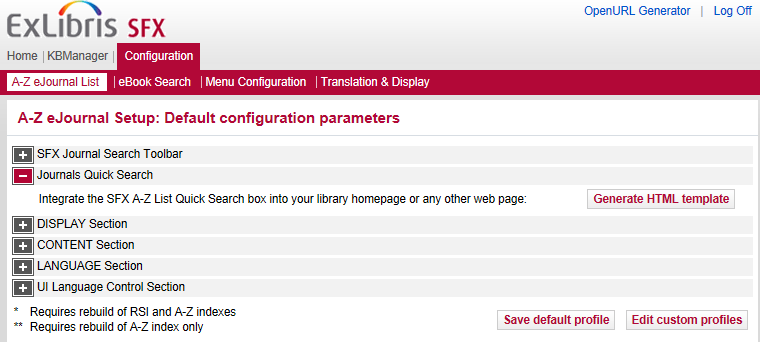 ExLibris SFX
OpenURL Generator | Log Off
Home | KBManager Configuration
A-Z eJournal List | eBook Search | Menu Configuration | Translation & Display
A-Z eJournal Setup: Default configuration parameters
SFX Journal Search Toolbar
Journals Quick Search
Integrate the SFX A-Z List Quick Search box into your library homepage or any other web page: Generate HTML template
DISPLAY Section
CONTENT Section
LANGUAGE Section
UI Language Control Section
* Requires rebuild of RSI and A-Z indexes
** Requires rebuild of A-Z index only
Save default profile Edit custom profiles